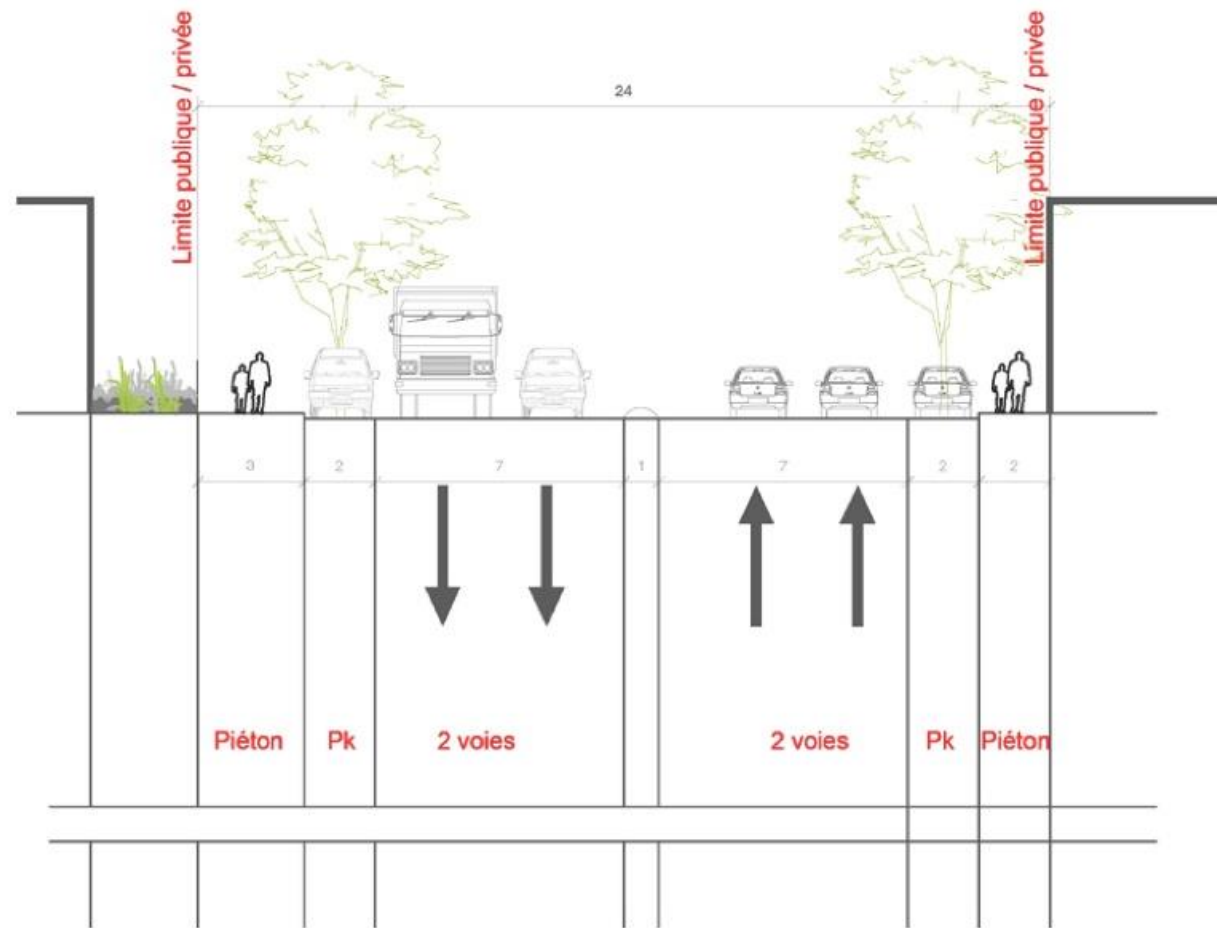 Limite publique / privée
24
Limite publique / privée
3 2 7 1 7 2 2
Piéton Pk 2 voies 2 voies Pk Piéton